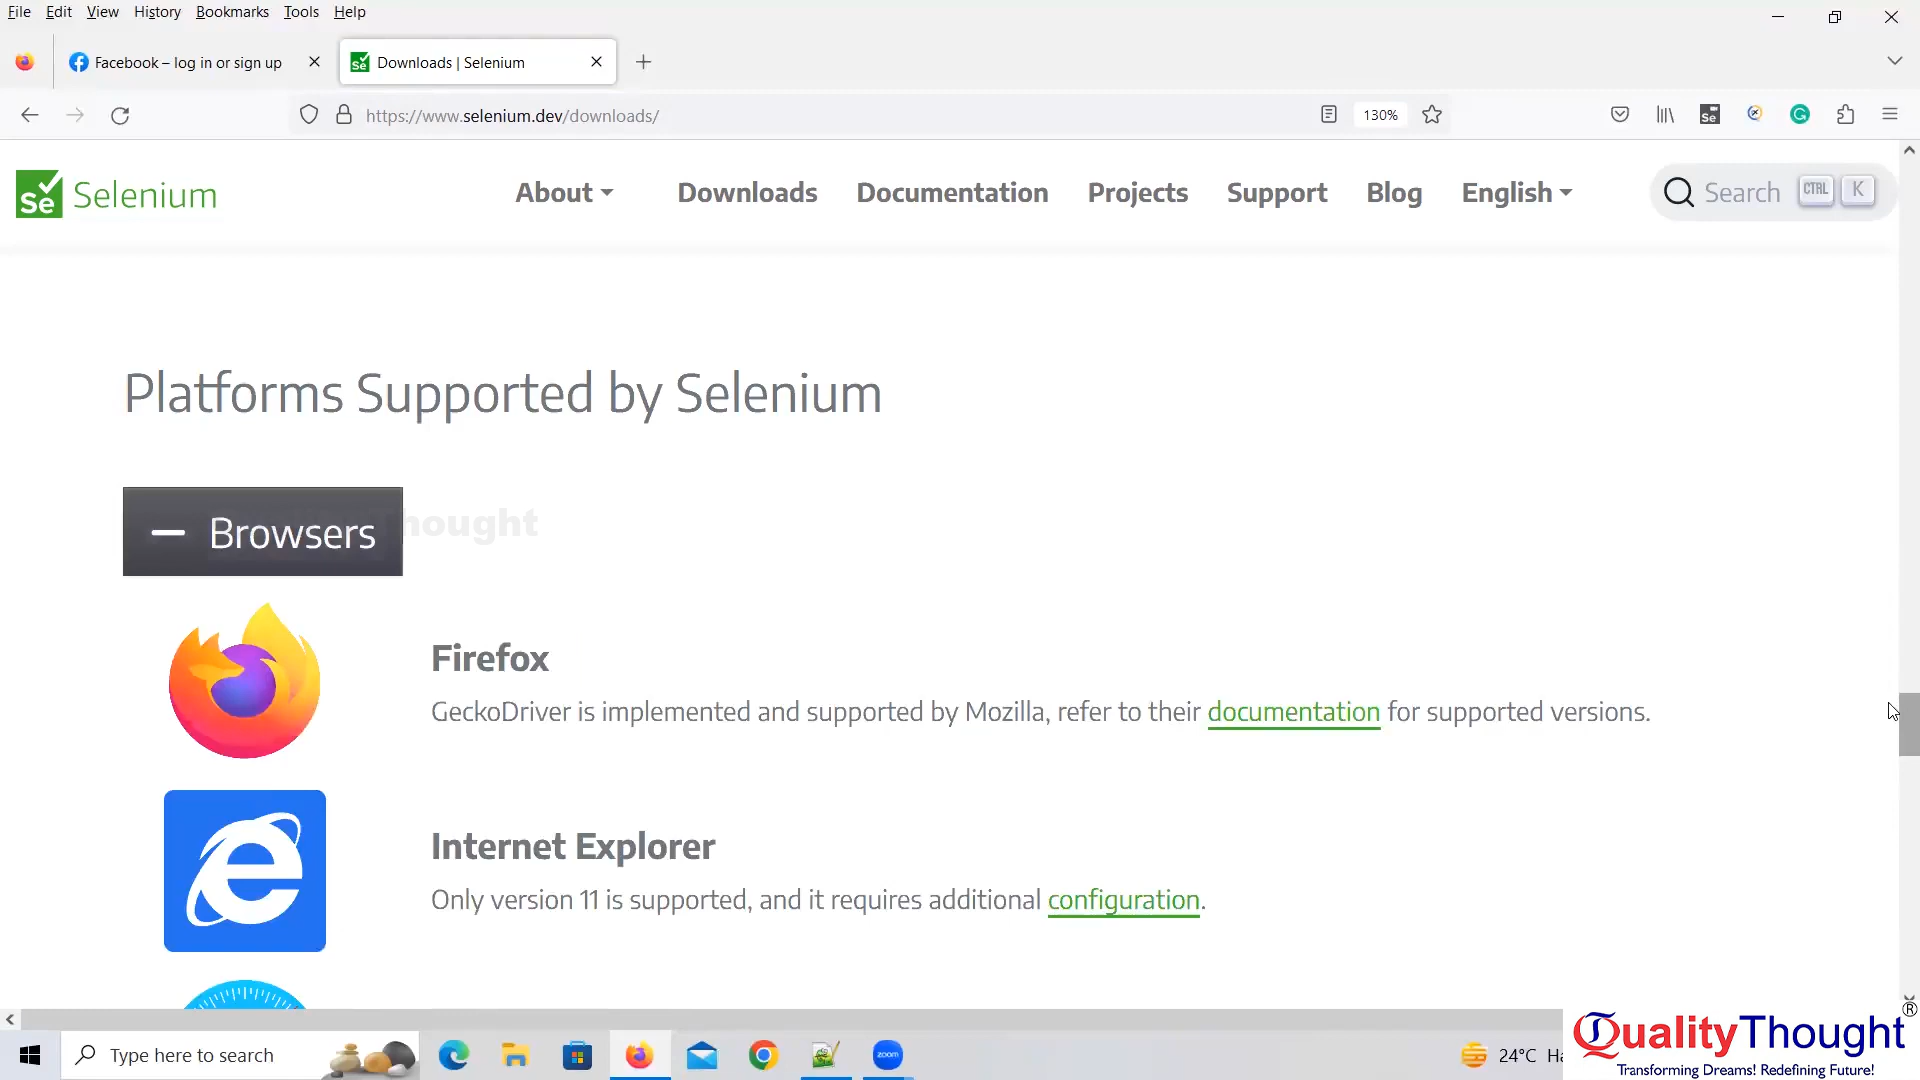 File Edit View History Bookmarks Tools Help
Facebook – log in or sign up
Downloads | Selenium
https://www.selenium.dev/downloads/
130%
Se Selenium
About
Downloads
Documentation
Projects
Support
Blog
English
Search CTRL K
Platforms Supported by Selenium
Browsers
Firefox
GeckoDriver is implemented and supported by Mozilla, refer to their documentation for supported versions.
Internet Explorer
Only version 11 is supported, and it requires additional configuration.
Type here to search
zoom
24°C
QualityThought®
Transforming Dreams! Redefining Future!